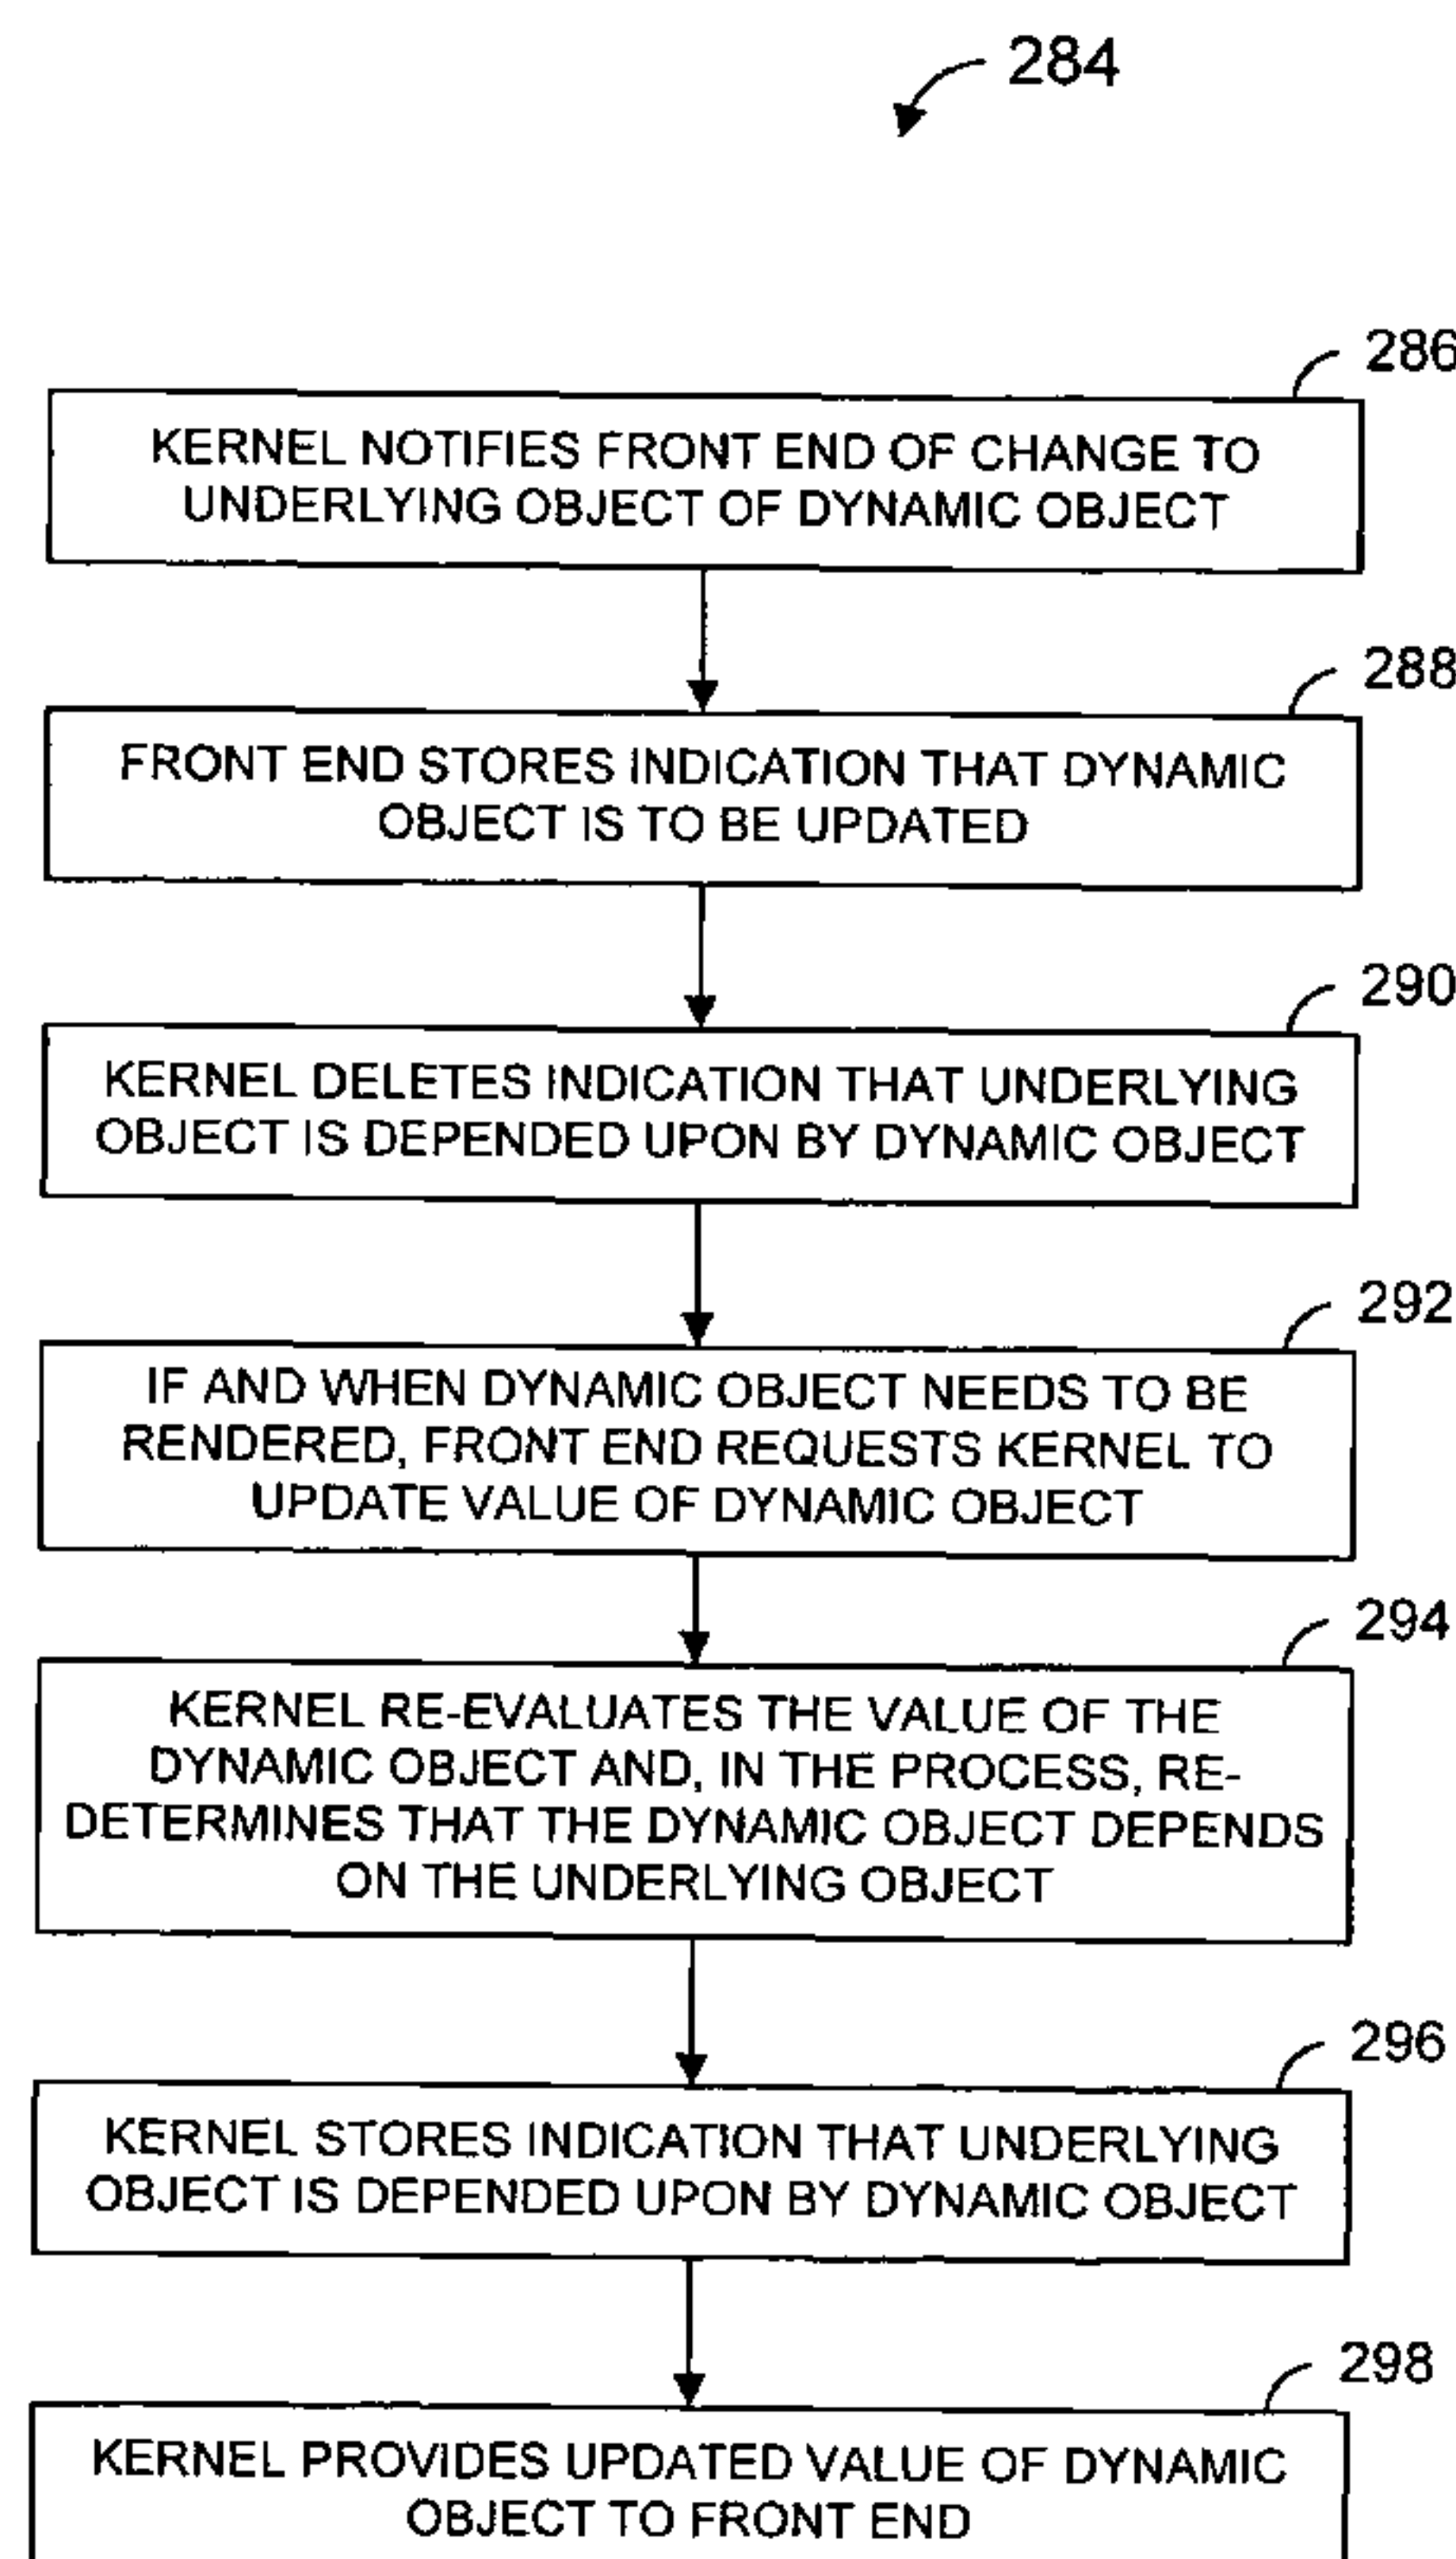 284
286
KERNEL NOTIFIES FRONT END OF CHANGE TO
UNDERLYING OBJECT OF DYNAMIC OBJECT
288
FRONT END STORES INDICATION THAT DYNAMIC
OBJECT IS TO BE UPDATED
290
KERNEL DELETES INDICATION THAT UNDERLYING
OBJECT IS DEPENDED UPON BY DYNAMIC OBJECT
292
IF AND WHEN DYNAMIC OBJECT NEEDS TO BE
RENDERED, FRONT END REQUESTS KERNEL TO
UPDATE VALUE OF DYNAMIC OBJECT
294
KERNEL RE-EVALUATES THE VALUE OF THE
DYNAMIC OBJECT AND, IN THE PROCESS, RE-
DETERMINES THAT THE DYNAMIC OBJECT DEPENDS
ON THE UNDERLYING OBJECT
296
KERNEL STORES INDICATION THAT UNDERLYING
OBJECT IS DEPENDED UPON BY DYNAMIC OBJECT
298
KERNEL PROVIDES UPDATED VALUE OF DYNAMIC
OBJECT TO FRONT END